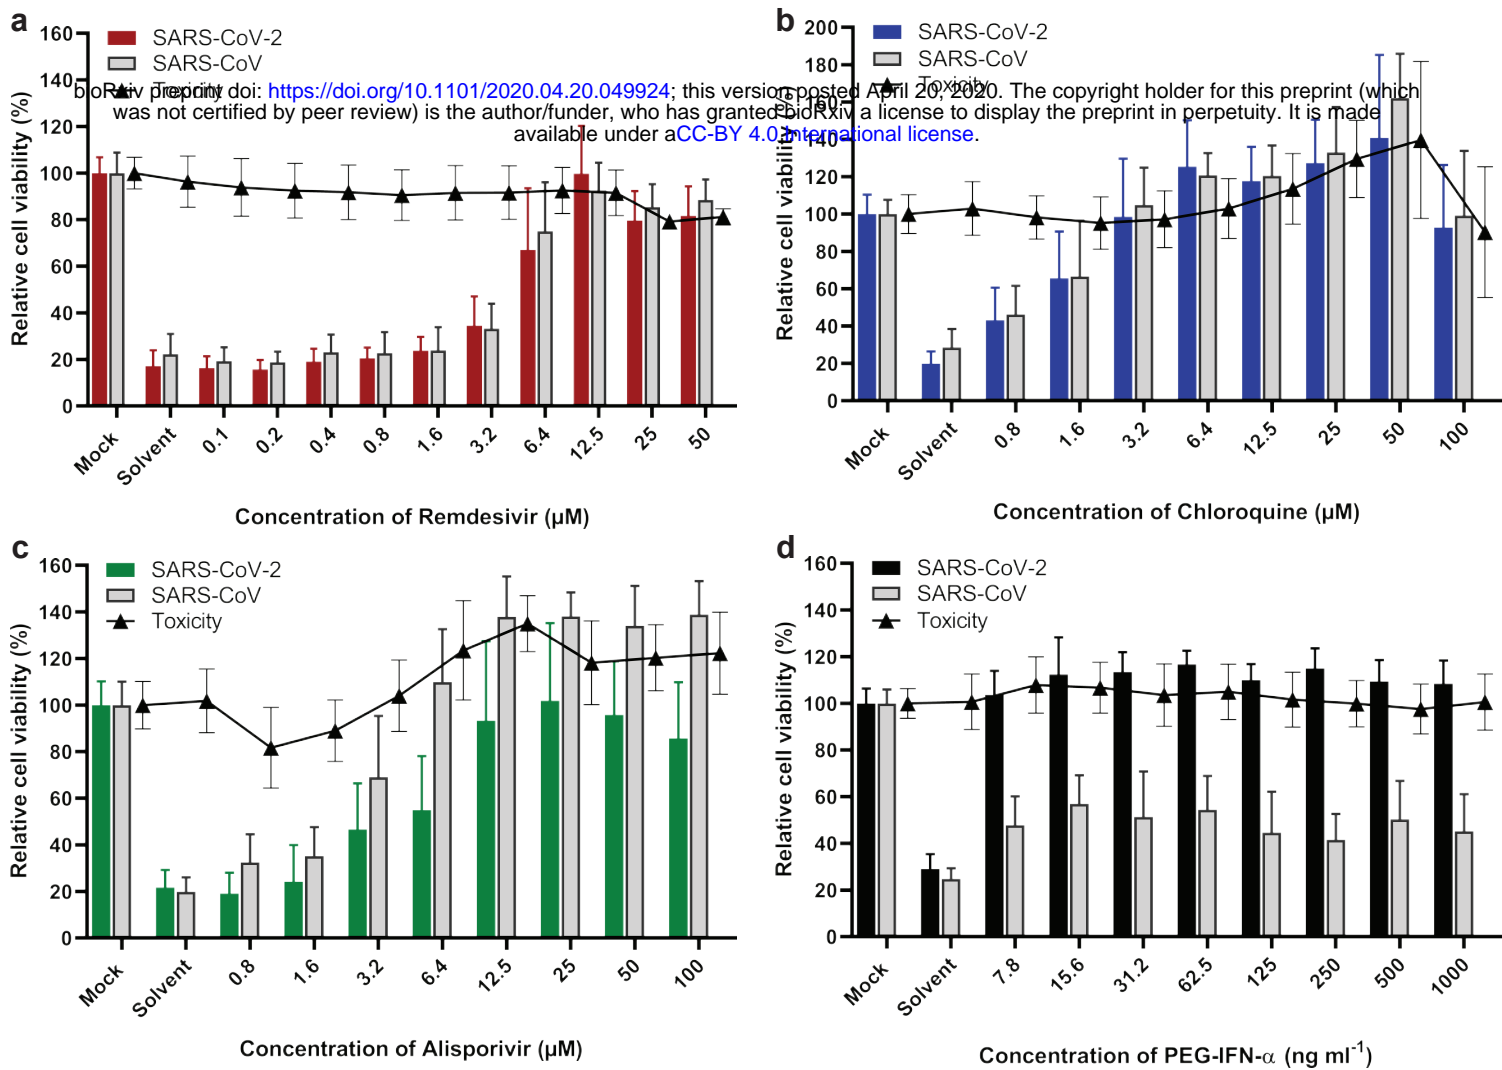 a
160
140
120
100
80
60
40
20
0
Relative cell viability (%)
SARS-CoV-2
SARS-CoV
Toxicity
Mock
Solvent
0.1
0.2
0.4
0.8
1.6
3.2
6.4
12.5
25
50
Concentration of Remdesivir (µM)
b
200
180
160
140
120
100
80
60
40
20
0
Relative cell viability (%)
SARS-CoV-2
SARS-CoV
Toxicity
Mock
Solvent
0.8
1.6
3.2
6.4
12.5
25
50
100
Concentration of Chloroquine (µM)
bioRxiv preprint doi: https://doi.org/10.1101/2020.04.20.049924; this version posted April 20, 2020. The copyright holder for this preprint (which
was not certified by peer review) is the author/funder, who has granted bioRxiv a license to display the preprint in perpetuity. It is made
available under aCC-BY 4.0 International license.
c
160
140
120
100
80
60
40
20
0
Relative cell viability (%)
SARS-CoV-2
SARS-CoV
Toxicity
Mock
Solvent
0.8
1.6
3.2
6.4
12.5
25
50
100
Concentration of Alisporivir (µM)
d
160
140
120
100
80
60
40
20
0
Relative cell viability (%)
SARS-CoV-2
SARS-CoV
Toxicity
Mock
Solvent
7.8
15.6
31.2
62.5
125
250
500
1000
Concentration of PEG-IFN-α (ng ml⁻¹)